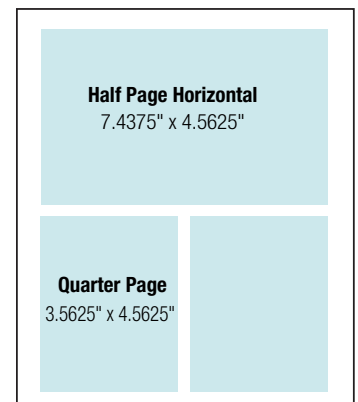 Half Page Horizontal
7.4375" x 4.5625"
Quarter Page
3.5625" x 4.5625"